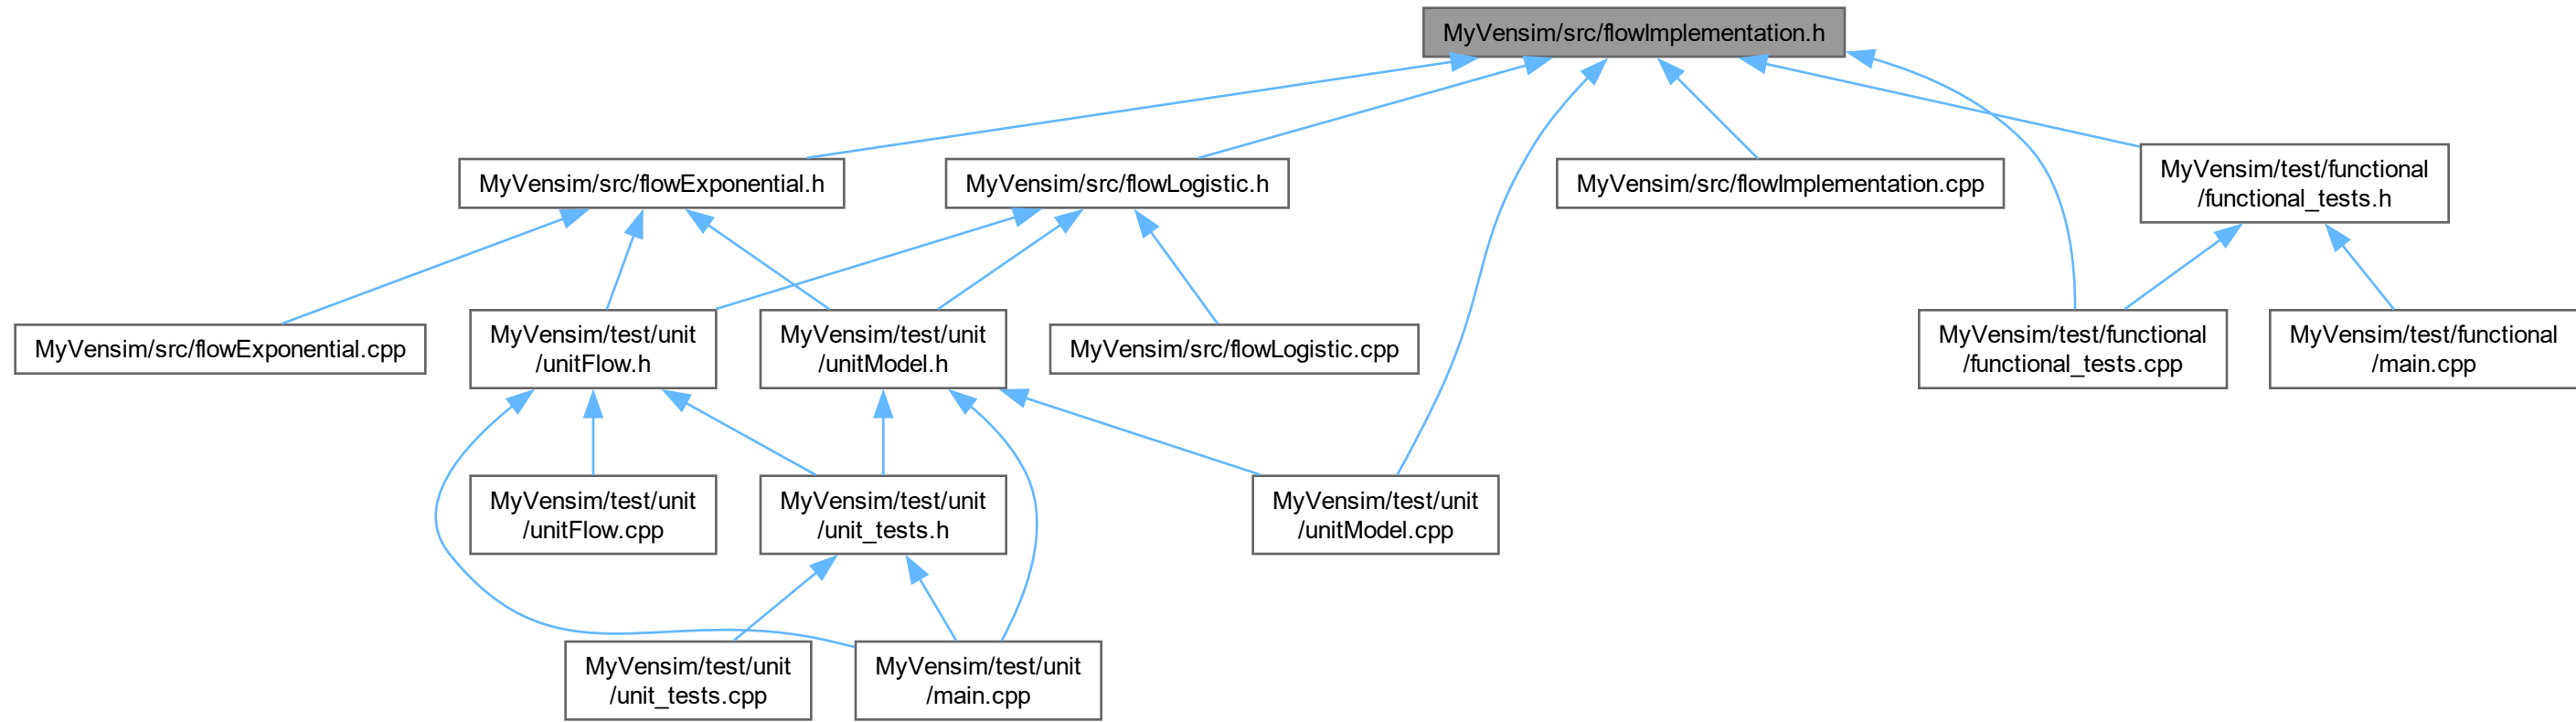 MyVensim/src/flowImplementation.h
MyVensim/src/flowExponential.h
MyVensim/src/flowLogistic.h
MyVensim/src/flowImplementation.cpp
MyVensim/test/functional
/functional_tests.h
MyVensim/src/flowExponential.cpp
MyVensim/test/unit
/unitFlow.h
MyVensim/test/unit
/unitModel.h
MyVensim/src/flowLogistic.cpp
MyVensim/test/functional
/functional_tests.cpp
MyVensim/test/functional
/main.cpp
MyVensim/test/unit
/unitFlow.cpp
MyVensim/test/unit
/unit_tests.h
MyVensim/test/unit
/unitModel.cpp
MyVensim/test/unit
/unit_tests.cpp
MyVensim/test/unit
/main.cpp